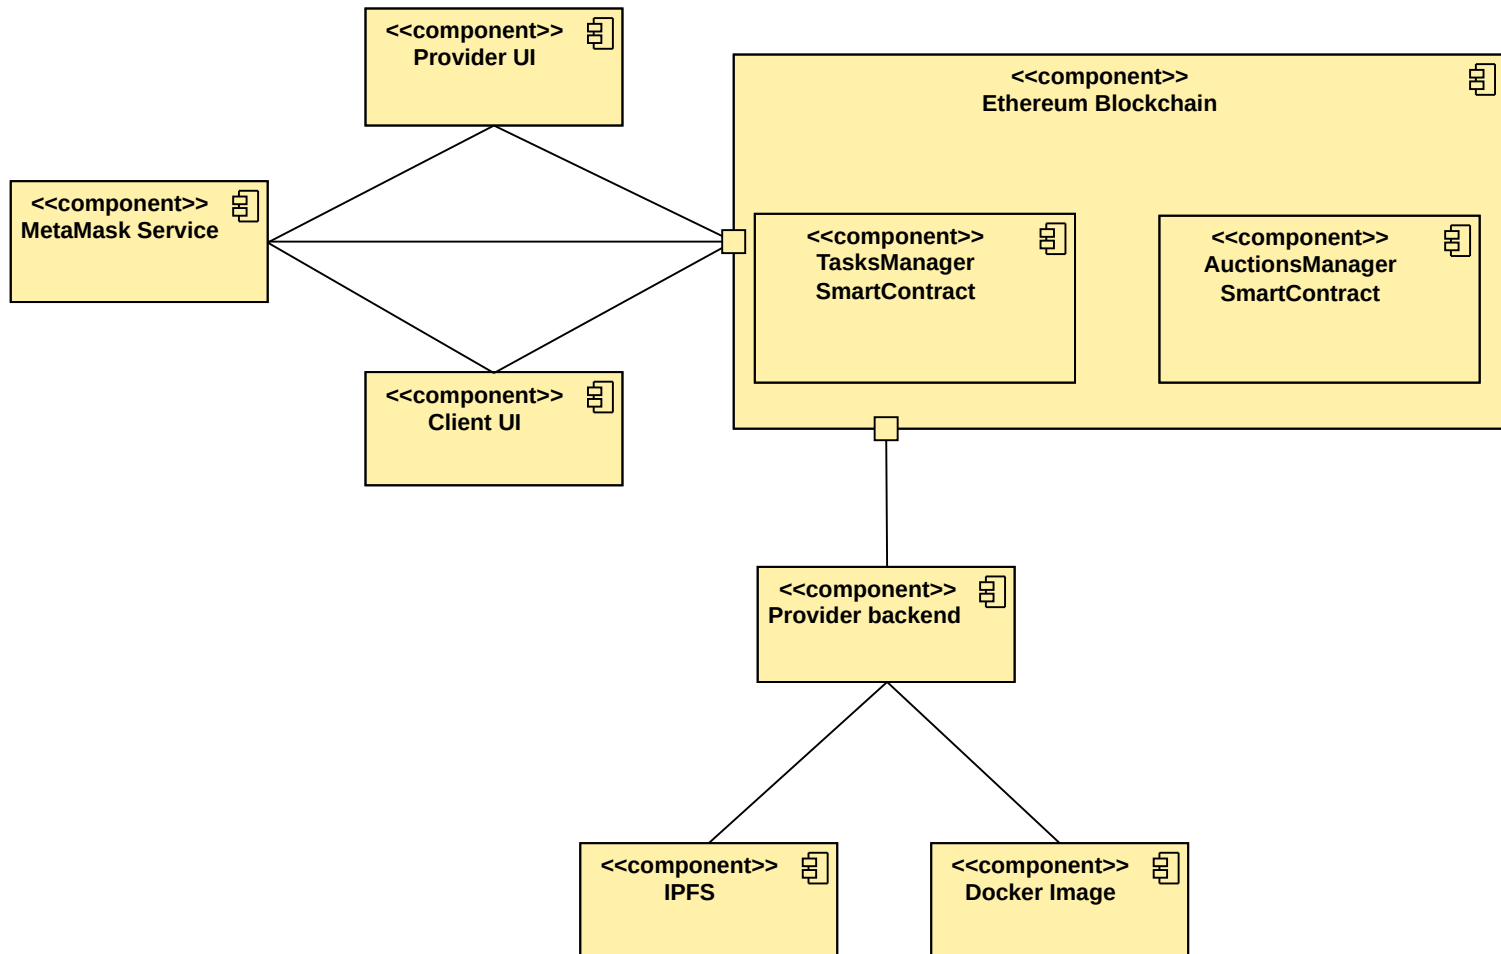 <<component>>
Provider UI
<<component>>
Ethereum Blockchain
<<component>>
MetaMask Service
<<component>>
TasksManager
SmartContract
<<component>>
AuctionsManager
SmartContract
<<component>>
Client UI
<<component>>
Provider backend
<<component>>
IPFS
<<component>>
Docker Image